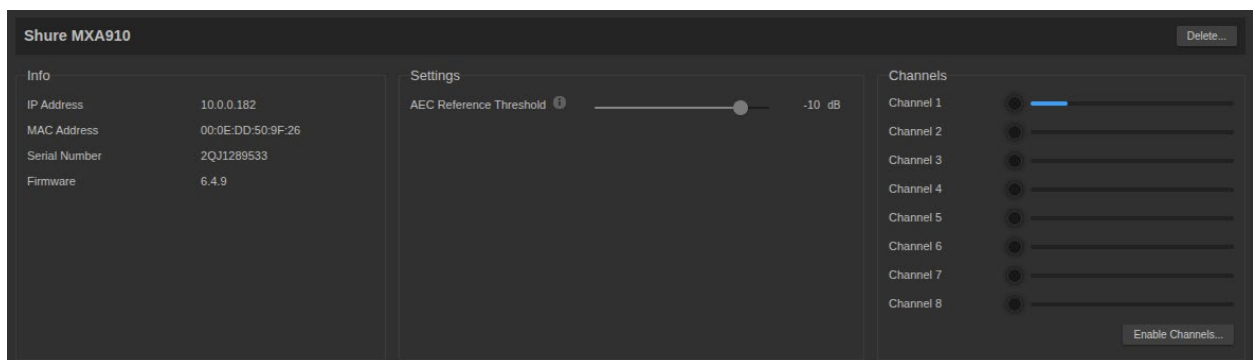 Shure MXA910
Delete...
Info
IP Address 10.0.0.182
MAC Address 00:0E:DD:50:9F:26
Serial Number 2QJ1289533
Firmware 6.4.9
Settings
AEC Reference Threshold i -10 dB
Channels
Channel 1
Channel 2
Channel 3
Channel 4
Channel 5
Channel 6
Channel 7
Channel 8
Enable Channels...